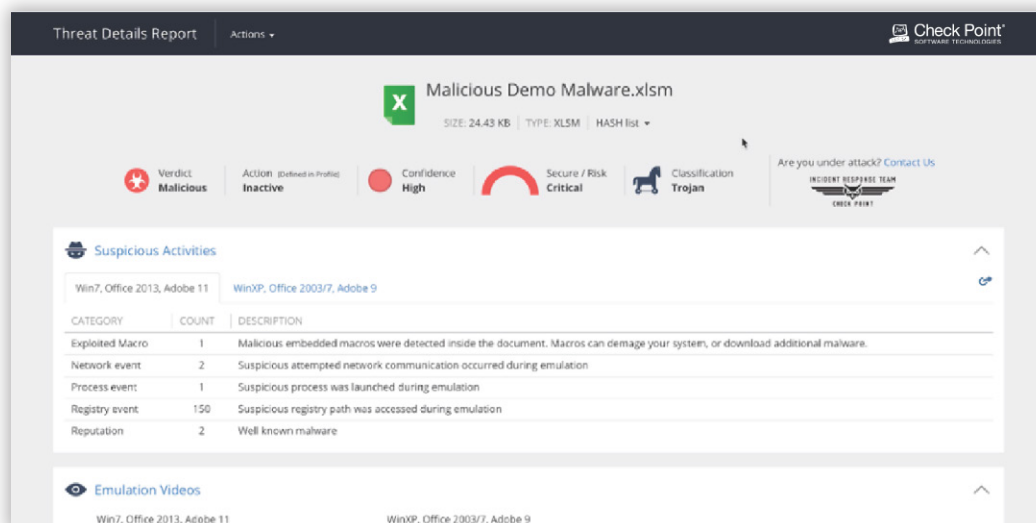 Threat Details Report
Actions
Check Point
SOFTWARE TECHNOLOGIES
X
Malicious Demo Malware.xlsm
SIZE: 24.43 KB TYPE: XLSM HASH list
Verdict
Malicious
Action (Defined in Profile)
Inactive
Confidence
High
Secure / Risk
Critical
Classification
Trojan
Are you under attack? Contact Us
INCIDENT RESPONSE TEAM
CHECK POINT
Suspicious Activities
Win7, Office 2013, Adobe 11 WinXP, Office 2003/7, Adobe 9
CATEGORY COUNT DESCRIPTION
Exploited Macro 1 Malicious embedded macros were detected inside the document. Macros can demage your system, or download additional malware.
Network event 2 Suspicious attempted network communication occurred during emulation
Process event 1 Suspicious process was launched during emulation
Registry event 150 Suspicious registry path was accessed during emulation
Reputation 2 Well known malware
Emulation Videos
Win7, Office 2013, Adobe 11 WinXP, Office 2003/7, Adobe 9